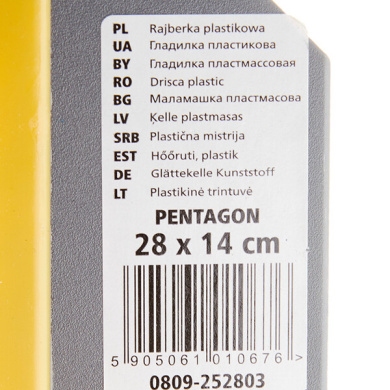 PL Rajberka plastikowa
UA Гладилка пластикова
BY Гладилка пластмассовая
RO Drisca plastic
BG Маламашка пластмасова
LV Ķelle plastmasas
SRB Plastična mistrija
EST Hőőruti, plastik
DE Glättekelle Kunststoff
LT Plastikinė trintuvė
PENTAGON
28 x 14 cm
5 905061 010676 >
0809-252803